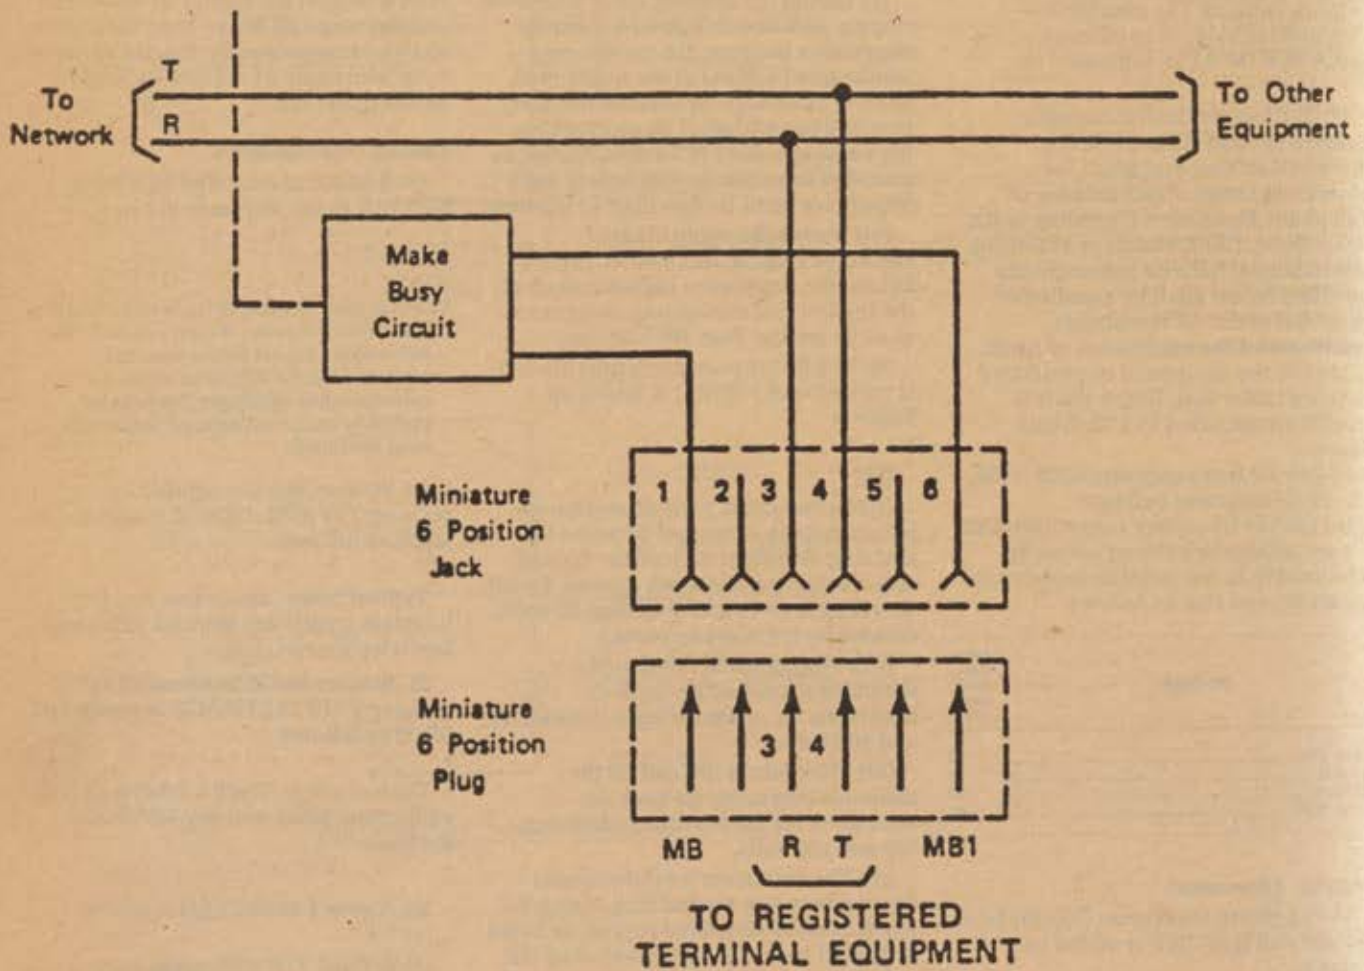 T
To
Network
R
To Other
Equipment
Make
Busy
Circuit
Miniature
6 Position
Jack
1 2 3 4 5 6
Miniature
6 Position
Plug
3 4
MB R T MB1
TO REGISTERED
TERMINAL EQUIPMENT